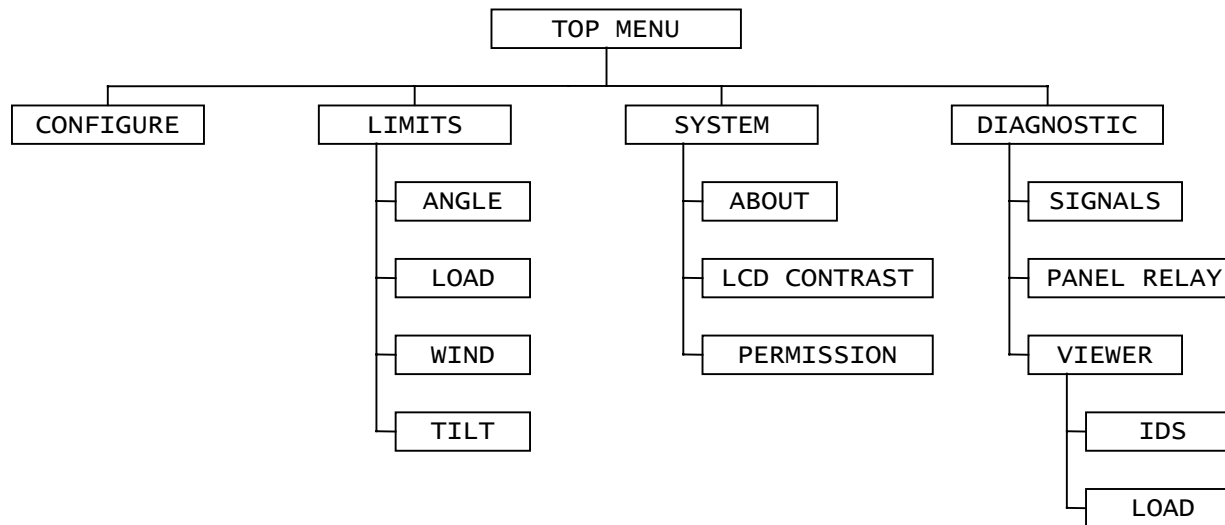 TOP MENU
CONFIGURE
LIMITS
SYSTEM
DIAGNOSTIC
ANGLE
ABOUT
SIGNALS
LOAD
LCD CONTRAST
PANEL RELAY
WIND
PERMISSION
VIEWER
TILT
IDS
LOAD